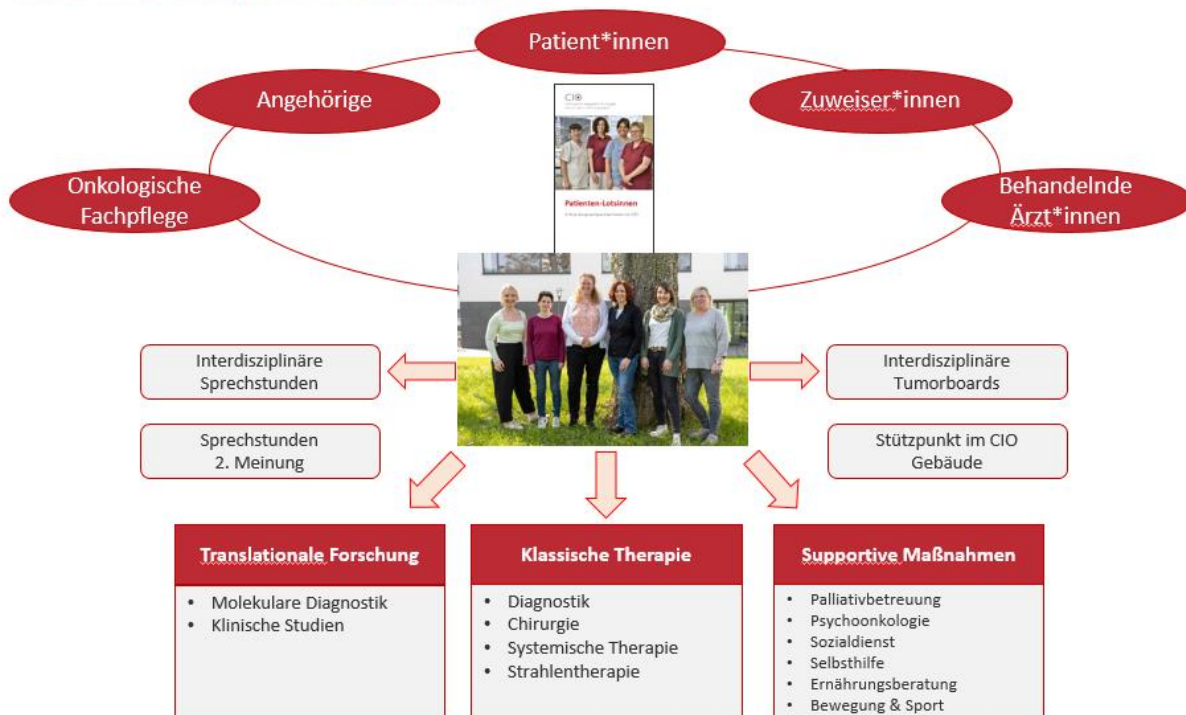 Patient*innen
Angehörige
Zuweiser*innen
Onkologische
Fachpflege
Behandelnde
Ärzt*innen
CIO
Patienten-Lotsinnen
Interdisziplinäre
Sprechstunden
Interdisziplinäre
Tumorboards
Sprechstunden
2. Meinung
Stützpunkt im CIO
Gebäude
Translationale Forschung
• Molekulare Diagnostik
• Klinische Studien
Klassische Therapie
• Diagnostik
• Chirurgie
• Systemische Therapie
• Strahlentherapie
Supportive Maßnahmen
• Palliativbetreuung
• Psychoonkologie
• Sozialdienst
• Selbsthilfe
• Ernährungsberatung
• Bewegung & Sport